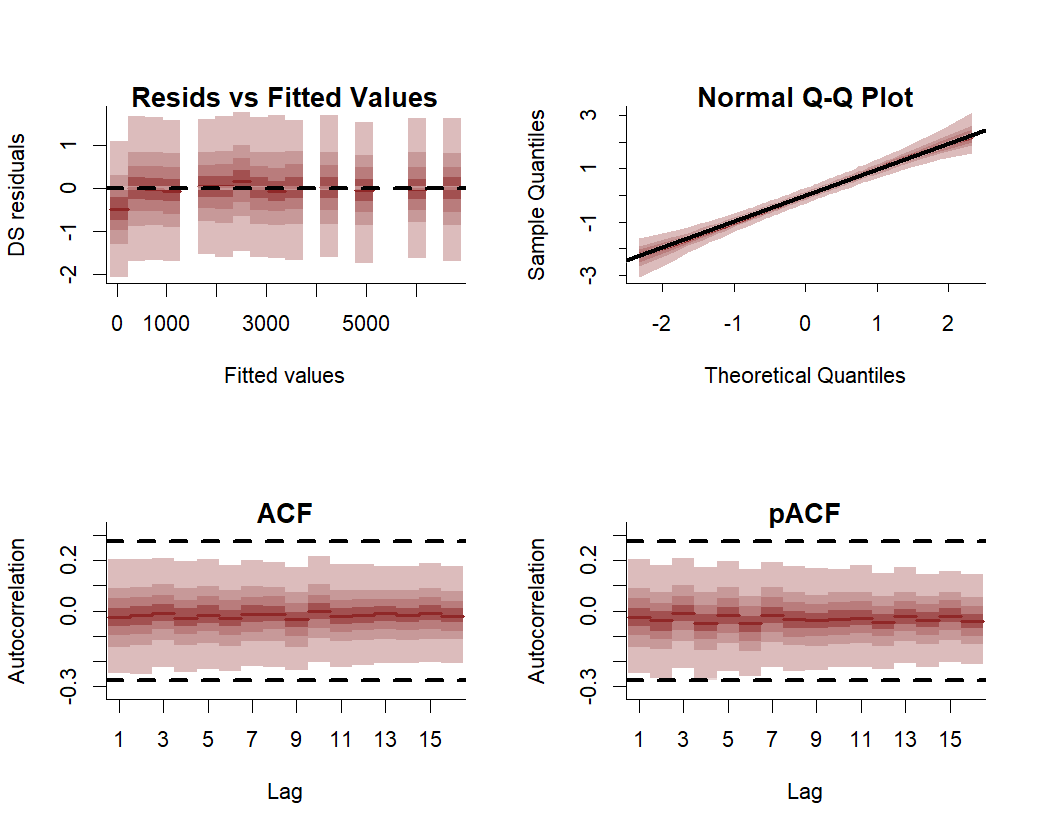 Resids vs Fitted Values
DS residuals
1
0
-1
-2
0 1000 3000 5000
Fitted values
Normal Q-Q Plot
Sample Quantiles
3
1
-1
-3
-2 -1 0 1 2
Theoretical Quantiles
ACF
Autocorrelation
0.2
0.0
-0.3
1 3 5 7 9 11 13 15
Lag
pACF
Autocorrelation
0.2
0.0
-0.3
1 3 5 7 9 11 13 15
Lag